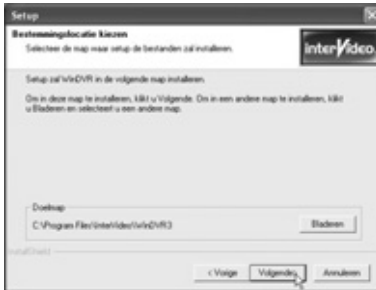 Setup
Bestemmingslocatie kiezen
Selecteer de map waar setup de bestanden zal installeren.
InterVideo
Setup zal WinDVR in de volgende map installeren.
Om in deze map te installeren, klikt u Volgende. Om in een andere map te installeren, klikt
u Bladeren en selecteert u een andere map.
Doelmap
C:\Program Files\InterVideo\WinDVR3
Bladeren
InstallShield
< Vorige
Volgende >
Annuleren